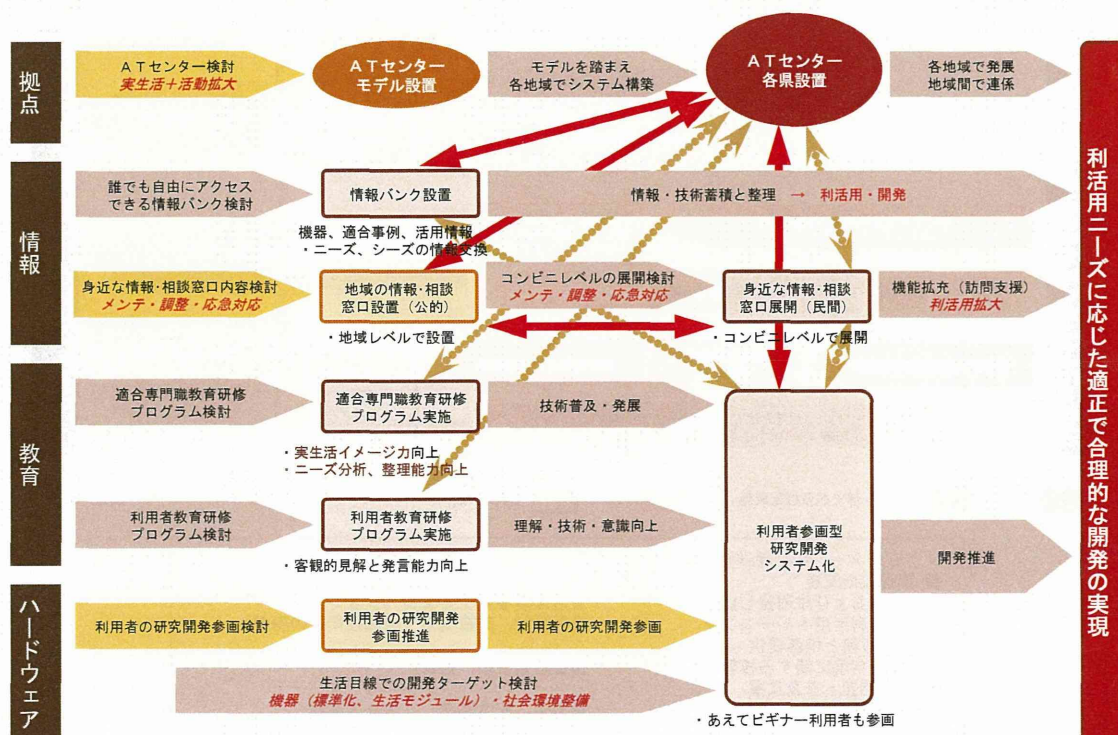 拠点
ATセンター検討
実生活＋活動拡大
ATセンター
モデル設置
モデルを踏まえ
各地域でシステム構築
ATセンター
各県設置
各地域で発展
地域間で連係
情報
誰でも自由にアクセス
できる情報バンク検討
情報バンク設置
情報・技術蓄積と整理 → 利活用・開発
機器、適合事例、活用情報
・ニーズ、シーズの情報交換
身近な情報・相談窓口内容検討
メンテ・調整・応急対応
地域の情報・相談
窓口設置（公的）
コンビニレベルの展開検討
メンテ・調整・応急対応
身近な情報・相談
窓口展開（民間）
機能拡充（訪問支援）
利活用拡大
・地域レベルで設置
・コンビニレベルで展開
教育
適合専門職教育研修
プログラム検討
適合専門職教育研修
プログラム実施
技術普及・発展
・実生活イメージ力向上
・ニーズ分析、整理能力向上
利用者教育研修
プログラム検討
利用者教育研修
プログラム実施
理解・技術・意識向上
・客観的見解と発言能力向上
利用者参画型
研究開発
システム化
開発推進
ハードウェア
利用者の研究開発参画検討
利用者の研究開発
参画推進
利用者の研究開発参画
生活目線での開発ターゲット検討
機器（標準化、生活モジュール）・社会環境整備
・あえてビギナー利用者も参画
利活用ニーズに応じた適正で合理的な開発の実現